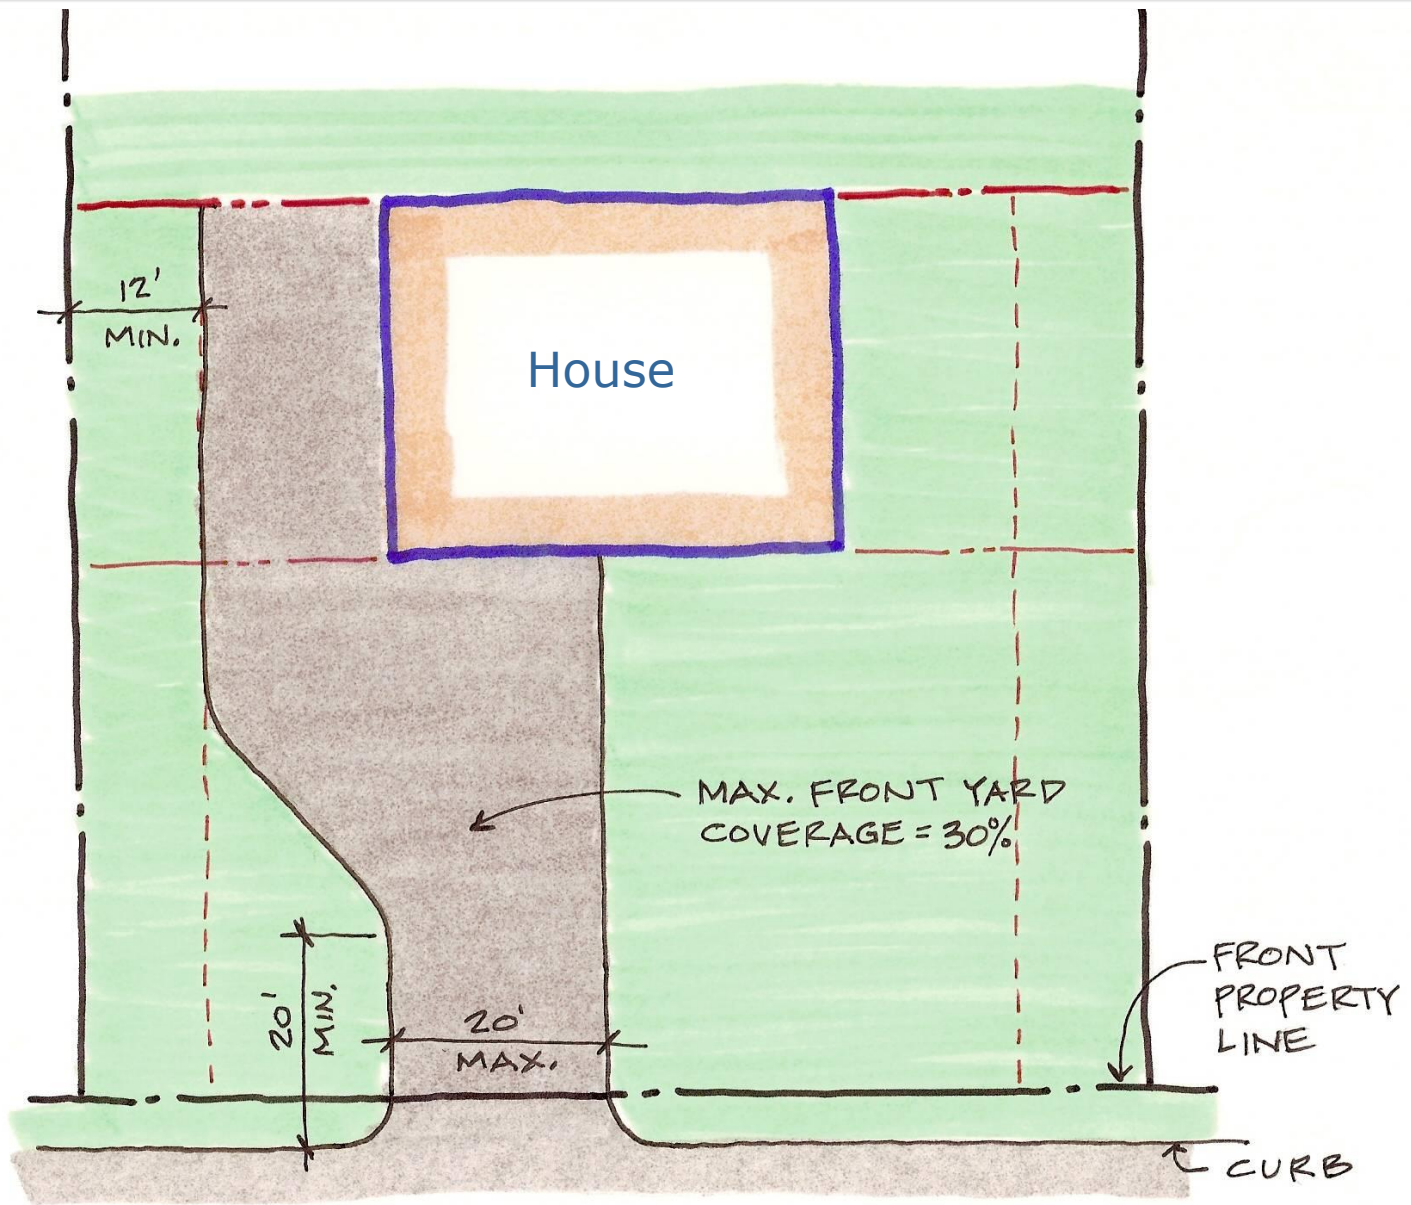 12'
MIN.
House
MAX. FRONT YARD
COVERAGE = 30%
FRONT
PROPERTY
LINE
20'
MIN.
20'
MAX.
CURB